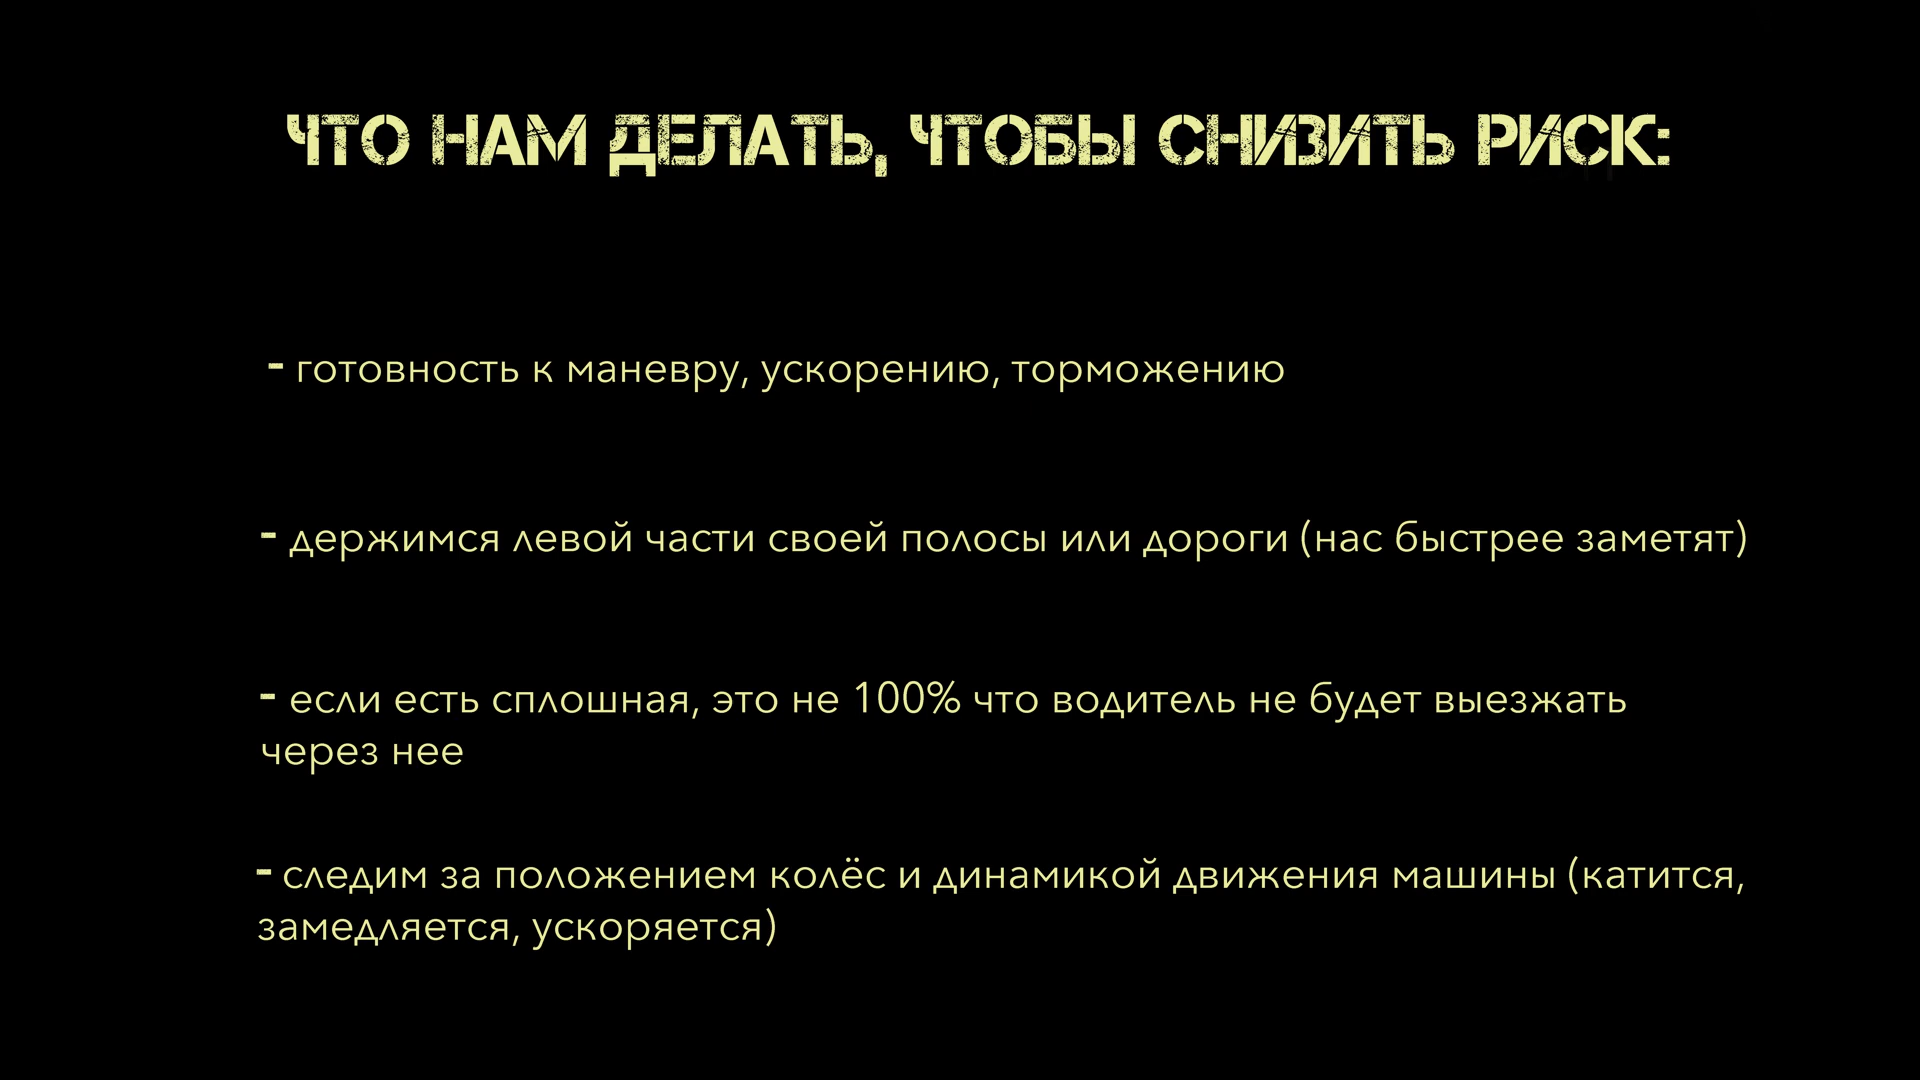 ЧТО НАМ ДЕЛАТЬ, ЧТОБЫ СНИЗИТЬ РИСК:
- готовность к маневру, ускорению, торможению
- держимся левой части своей полосы или дороги (нас быстрее заметят)
- если есть сплошная, это не 100% что водитель не будет выезжать
через нее
- следим за положением колёс и динамикой движения машины (катится,
замедляется, ускоряется)